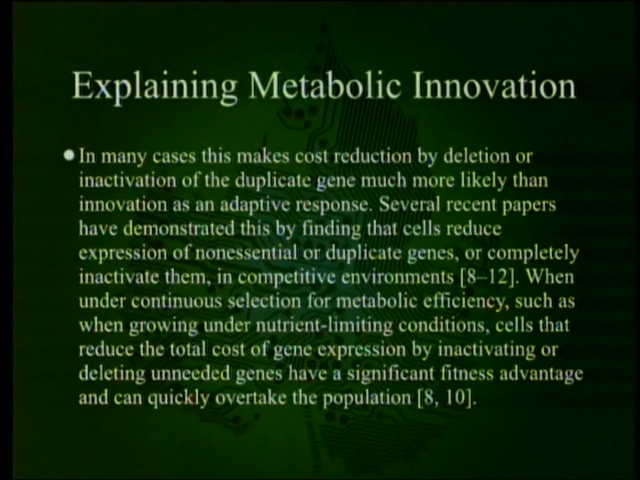 Explaining Metabolic Innovation
In many cases this makes cost reduction by deletion or
inactivation of the duplicate gene much more likely than
innovation as an adaptive response. Several recent papers
have demonstrated this by finding that cells reduce
expression of nonessential or duplicate genes, or completely
inactivate them, in competitive environments [8–12]. When
under continuous selection for metabolic efficiency, such as
when growing under nutrient-limiting conditions, cells that
reduce the total cost of gene expression by inactivating or
deleting unneeded genes have a significant fitness advantage
and can quickly overtake the population [8, 10].